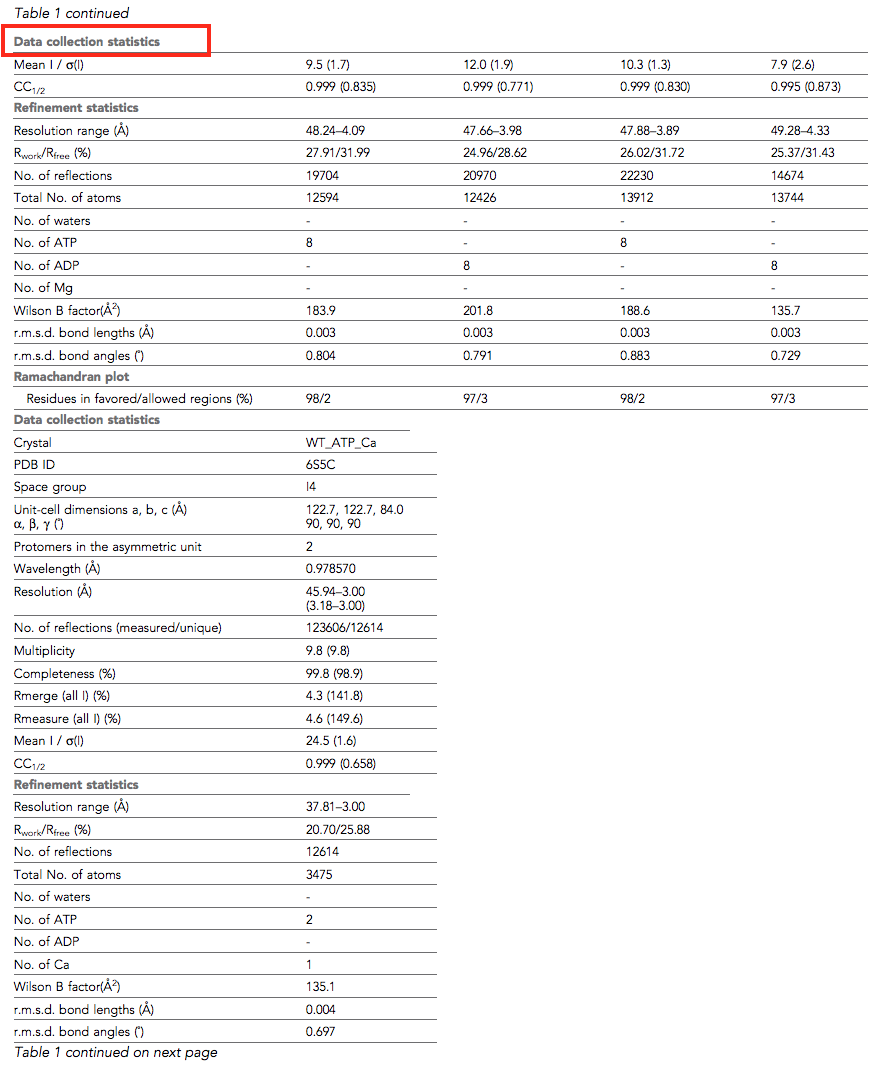 Table 1 continued
Data collection statistics
Mean I / σ(I) 9.5 (1.7) 12.0 (1.9) 10.3 (1.3) 7.9 (2.6)
CC1/2 0.999 (0.835) 0.999 (0.771) 0.999 (0.830) 0.995 (0.873)
Refinement statistics
Resolution range (Å) 48.24–4.09 47.66–3.98 47.88–3.89 49.28–4.33
Rwork/Rfree (%) 27.91/31.99 24.96/28.62 26.02/31.72 25.37/31.43
No. of reflections 19704 20970 22230 14674
Total No. of atoms 12594 12426 13912 13744
No. of waters - - - -
No. of ATP 8 - 8 -
No. of ADP - 8 - 8
No. of Mg - - - -
Wilson B factor(Å2) 183.9 201.8 188.6 135.7
r.m.s.d. bond lengths (Å) 0.003 0.003 0.003 0.003
r.m.s.d. bond angles (°) 0.804 0.791 0.883 0.729
Ramachandran plot
Residues in favored/allowed regions (%) 98/2 97/3 98/2 97/3
Data collection statistics
Crystal WT_ATP_Ca
PDB ID 6S5C
Space group I4
Unit-cell dimensions a, b, c (Å) 122.7, 122.7, 84.0
α, β, γ (°) 90, 90, 90
Protomers in the asymmetric unit 2
Wavelength (Å) 0.978570
Resolution (Å) 45.94–3.00
(3.18–3.00)
No. of reflections (measured/unique) 123606/12614
Multiplicity 9.8 (9.8)
Completeness (%) 99.8 (98.9)
Rmerge (all I) (%) 4.3 (141.8)
Rmeasure (all I) (%) 4.6 (149.6)
Mean I / σ(I) 24.5 (1.6)
CC1/2 0.999 (0.658)
Refinement statistics
Resolution range (Å) 37.81–3.00
Rwork/Rfree (%) 20.70/25.88
No. of reflections 12614
Total No. of atoms 3475
No. of waters -
No. of ATP 2
No. of ADP -
No. of Ca 1
Wilson B factor(Å2) 135.1
r.m.s.d. bond lengths (Å) 0.004
r.m.s.d. bond angles (°) 0.697
Table 1 continued on next page